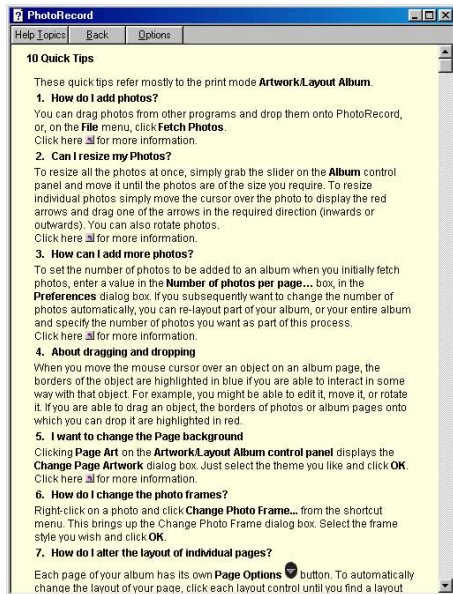 PhotoRecord
Help Topics Back Options
10 Quick Tips
These quick tips refer mostly to the print mode Artwork/Layout Album.
1. How do I add photos?
You can drag photos from other programs and drop them onto PhotoRecord,
or, on the File menu, click Fetch Photos.
Click here for more information.
2. Can I resize my Photos?
To resize all the photos at once, simply grab the slider on the Album control
panel and move it until the photos are of the size you require. To resize
individual photos simply move the cursor over the photo to display the red
arrows and drag one of the arrows in the required direction (inwards or
outwards). You can also rotate photos.
Click here for more information.
3. How can I add more photos?
To set the number of photos to be added to an album when you initially fetch
photos, enter a value in the Number of photos per page... box, in the
Preferences dialog box. If you subsequently want to change the number of
photos automatically, you can re-layout part of your album, or your entire album
and specify the number of photos you want as part of this process.
Click here for more information.
4. About dragging and dropping
When you move the mouse cursor over an object on an album page, the
borders of the object are highlighted in blue if you are able to interact in some
way with that object. For example, you might be able to edit it, move it, or rotate
it. If you are able to drag an object, the borders of photos or album pages onto
which you can drop it are highlighted in red.
5. I want to change the Page background
Clicking Page Art on the Artwork/Layout Album control panel displays the
Change Page Artwork dialog box. Just select the theme you like and click OK.
Click here for more information.
6. How do I change the photo frames?
Right-click on a photo and click Change Photo Frame... from the shortcut
menu. This brings up the Change Photo Frame dialog box. Select the frame
style you wish and click OK.
7. How do I alter the layout of individual pages?
Each page of your album has its own Page Options button. To automatically
change the layout of your page, click each layout control until you find a layout